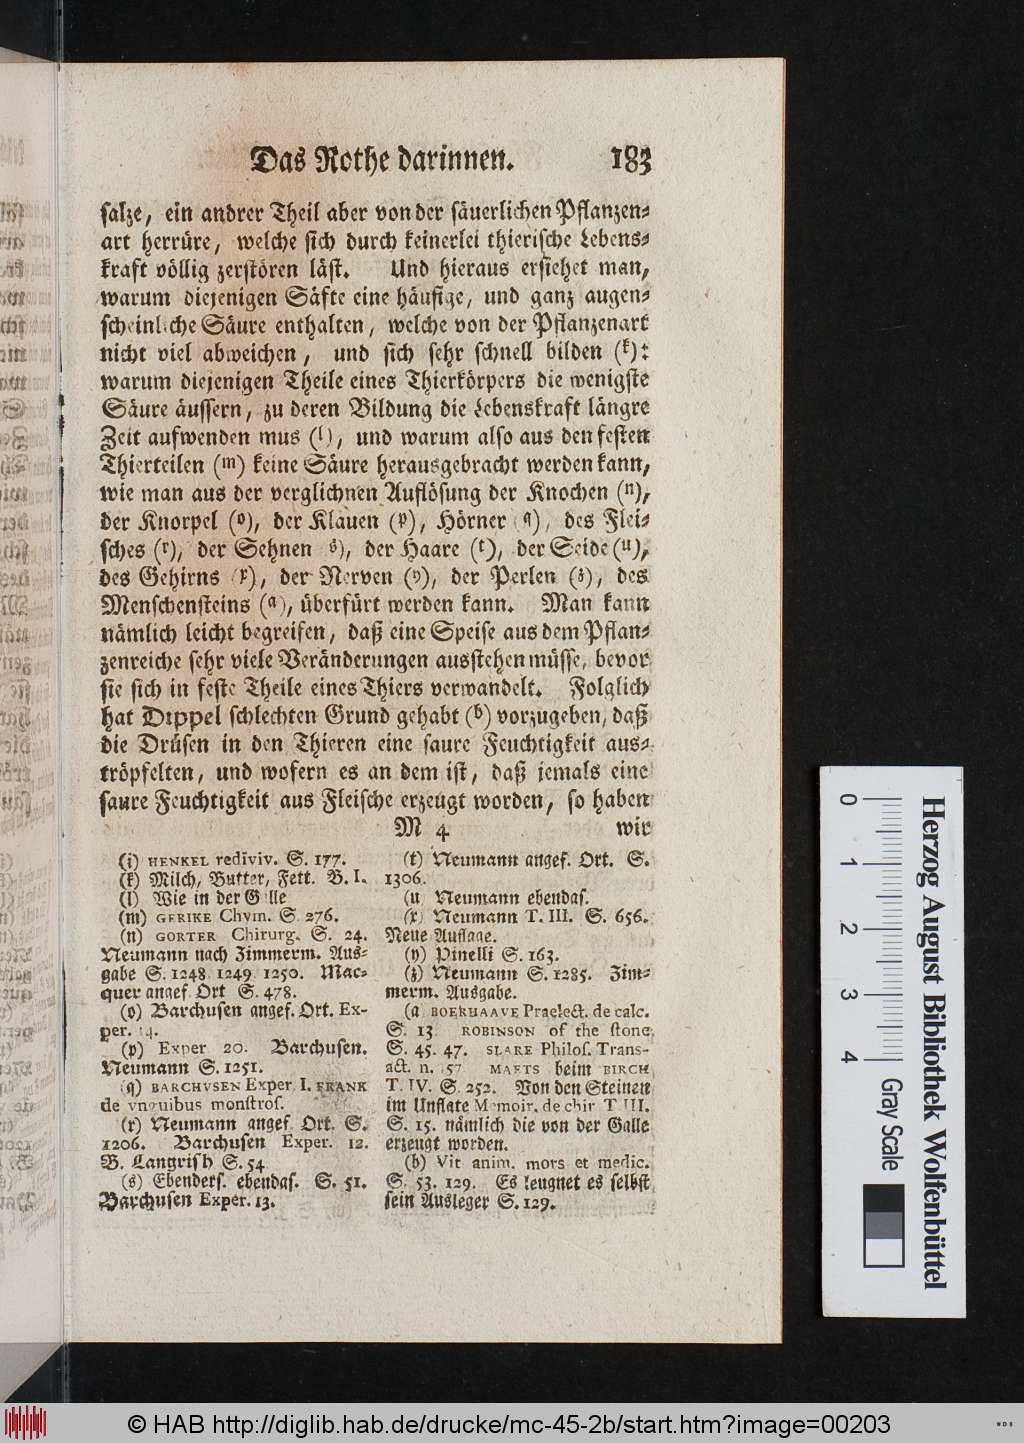 Das Rothe darinnen. 183
salze, ein andrer Theil aber von der säuerlichen Pflanzen-
art herrüre, welche sich durch keinerlei thierische Lebens-
kraft völlig zerstören läst. Und hieraus ersiehet man,
warum diejenigen Säfte eine häufige, und ganz augen-
scheinliche Säure enthalten, welche von der Pflanzenart
nicht viel abweichen, und sich sehr schnell bilden (k):
warum diejenigen Theile eines Thierkörpers die wenigste
Säure äussern, zu deren Bildung die Lebenskraft längre
Zeit aufwenden mus (l), und warum also aus den festen
Thierteilen (m) keine Säure herausgebracht werden kann,
wie man aus der verglichnen Auflösung der Knochen (n),
der Knorpel (o), der Klauen (p), Hörner (q), des Flei-
sches (r), der Sehnen (s), der Haare (t), der Seide (u),
des Gehirns (x), der Nerven (y), der Perlen (z), des
Menschensteins (a), überfürt werden kann. Man kann
nämlich leicht begreifen, daß eine Speise aus dem Pflan-
zenreiche sehr viele Veränderungen ausstehen müsse, bevor
sie sich in feste Theile eines Thiers verwandelt. Folglich
hat Dippel schlechten Grund gehabt (b) vorzugeben, daß
die Drüsen in den Thieren eine saure Feuchtigkeit aus-
tröpfelten, und wofern es an dem ist, daß jemals eine
saure Feuchtigkeit aus Fleische erzeugt worden, so haben
M 4 wir
(i) HENKEL rediviv. S. 177.
(k) Milch, Butter, Fett. B. I.
(l) Wie in der Galle
(m) GERIKE Chym. S. 276.
(n) GORTER Chirurg. S. 24.
Neumann nach Zimmerm. Aus-
gabe S. 1248. 1249. 1250. Mac-
quer angef. Ort S. 478.
(o) Barchusen angef. Ort. Ex-
per. 14.
(p) Exper 20. Barchusen.
Neumann S. 1251.
(q) BARCHVSEN Exper. I. FRANK
de vnguibus monstros.
(r) Neumann angef. Ort. S.
1206. Barchusen Exper. 12.
B. Langrish S. 54
(s) Ebenders. ebendas. S. 51.
Barchusen Exper. 13.
(t) Neumann angef. Ort. S.
1306.
(u) Neumann ebendas.
(x) Neumann T. III. S. 656.
Neue Auflage.
(y) Pinelli S. 163.
(z) Neumann S. 1285. Zim-
merm. Ausgabe.
(a BOERHAAVE Praelect. de calc.
S. 13 ROBINSON of the stone
S. 45. 47. SLARE Philos. Trans-
act. n. 57 MAETS beim BIRCH
T. IV. S. 252. Von den Steinen
im Unflate Memoir. de chir T. III.
S. 15. nämlich die von der Galle
erzeugt worden.
(b) Vit anim. mors et medic.
S. 53. 129. Es leugnet es selbst
sein Ausleger S. 129.
0 1 2 3 4
Herzog August Bibliothek Wolfenbüttel
Gray Scale
© HAB http://diglib.hab.de/drucke/mc-45-2b/start.htm?image=00203